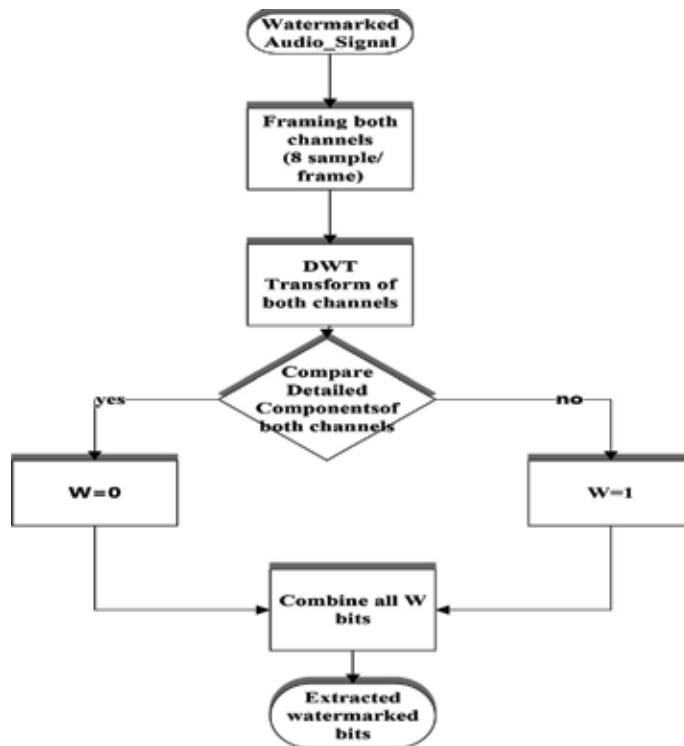 Watermarked
Audio_Signal
Framing both
channels
(8 sample/
frame)
DWT
Transform of
both channels
Compare
Detailed
Componentsof
both channels
yes
no
W=0
W=1
Combine all W
bits
Extracted
watermarked
bits